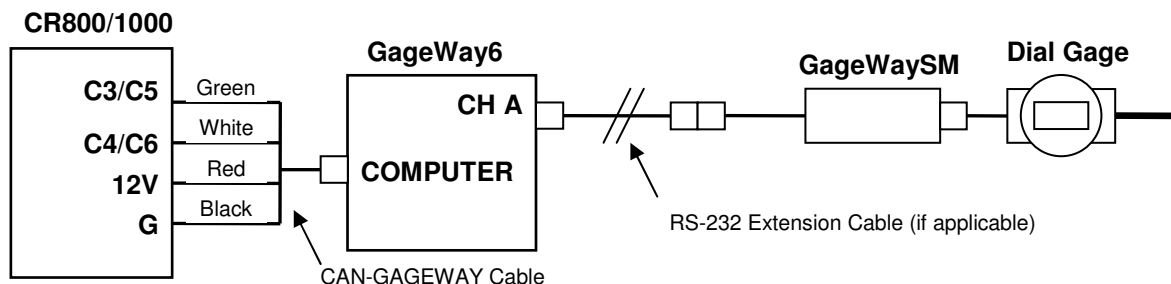 CR800/1000
GageWay6
GageWaySM
Dial Gage
C3/C5
Green
CH A
C4/C6
White
COMPUTER
12V
Red
G
Black
RS-232 Extension Cable (if applicable)
CAN-GAGEWAY Cable